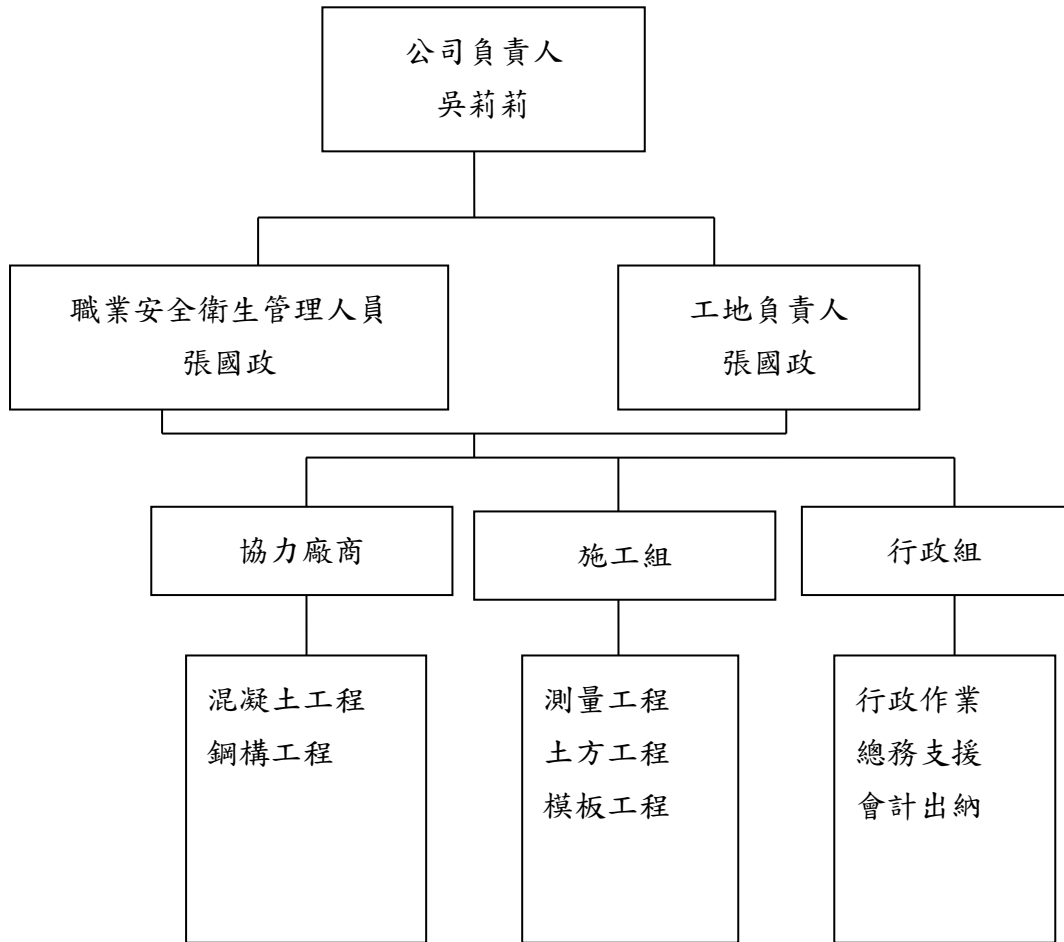 公司負責人
吳莉莉
職業安全衛生管理人員
張國政
工地負責人
張國政
協力廠商
施工組
行政組
混凝土工程
鋼構工程
測量工程
土方工程
模板工程
行政作業
總務支援
會計出納